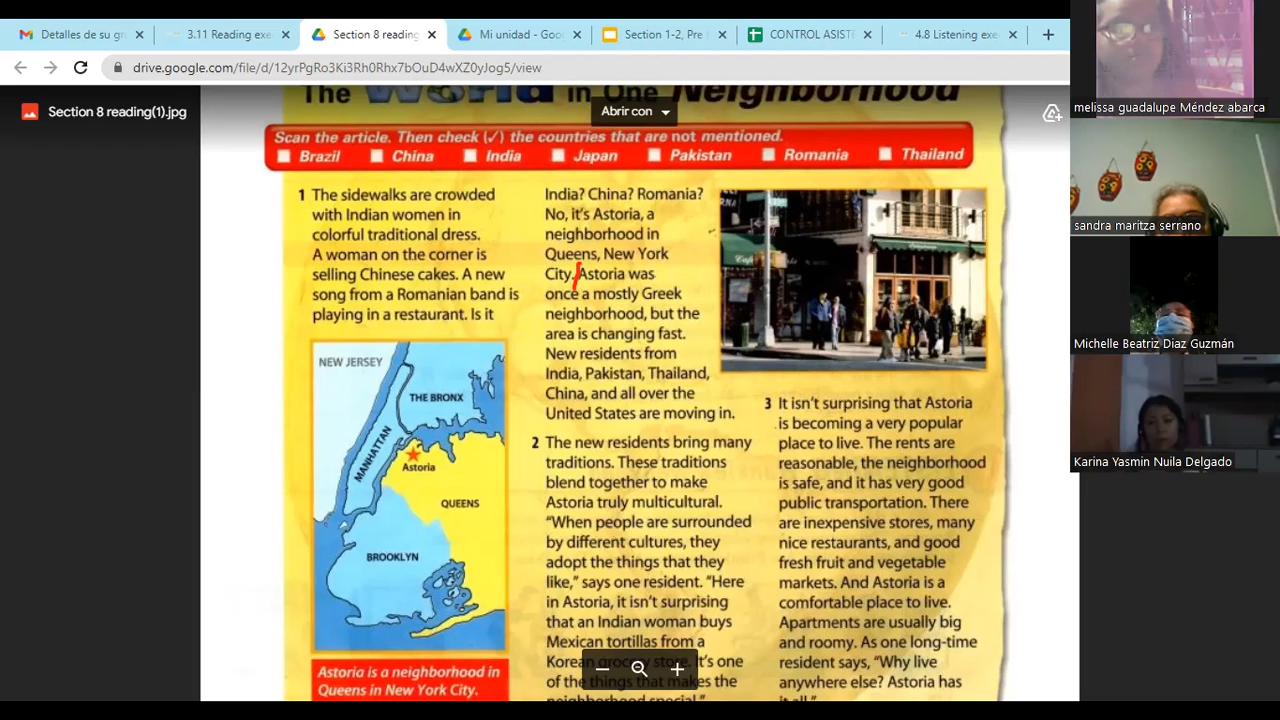 Detalles de su gr
3.11 Reading exe
Section 8 reading
Mi unidad - Goo
Section 1-2, Pre
CONTROL ASIST
4.8 Listening exe
drive.google.com/file/d/12yrPgRo3Ki3Rh0Rhx7bOuD4wXZ0yJog5/view
Section 8 reading(1).jpg
Abrir con
The World in One Neighborhood
Scan the article. Then check (✓) the countries that are not mentioned.
Brazil China India Japan Pakistan Romania Thailand
1 The sidewalks are crowded
with Indian women in
colorful traditional dress.
A woman on the corner is
selling Chinese cakes. A new
song from a Romanian band is
playing in a restaurant. Is it
NEW JERSEY
THE BRONX
MANHATTAN
Astoria
QUEENS
BROOKLYN
Astoria is a neighborhood in
Queens in New York City.
India? China? Romania?
No, it's Astoria, a
neighborhood in
Queens, New York
City. Astoria was
once a mostly Greek
neighborhood, but the
area is changing fast.
New residents from
India, Pakistan, Thailand,
China, and all over the
United States are moving in.
2 The new residents bring many
traditions. These traditions
blend together to make
Astoria truly multicultural.
"When people are surrounded
by different cultures, they
adopt the things that they
like," says one resident. "Here
in Astoria, it isn't surprising
that an Indian woman buys
Mexican tortillas from a
Korean grocery store. It's one
of the things that makes the
neighborhood special."
3 It isn't surprising that Astoria
is becoming a very popular
place to live. The rents are
reasonable, the neighborhood
is safe, and it has very good
public transportation. There
are inexpensive stores, many
nice restaurants, and good
fresh fruit and vegetable
markets. And Astoria is a
comfortable place to live.
Apartments are usually big
and roomy. As one long-time
resident says, "Why live
anywhere else? Astoria has
it all."
melissa guadalupe Méndez abarca
sandra maritza serrano
Michelle Beatriz Diaz Guzmán
Karina Yasmin Nuila Delgado